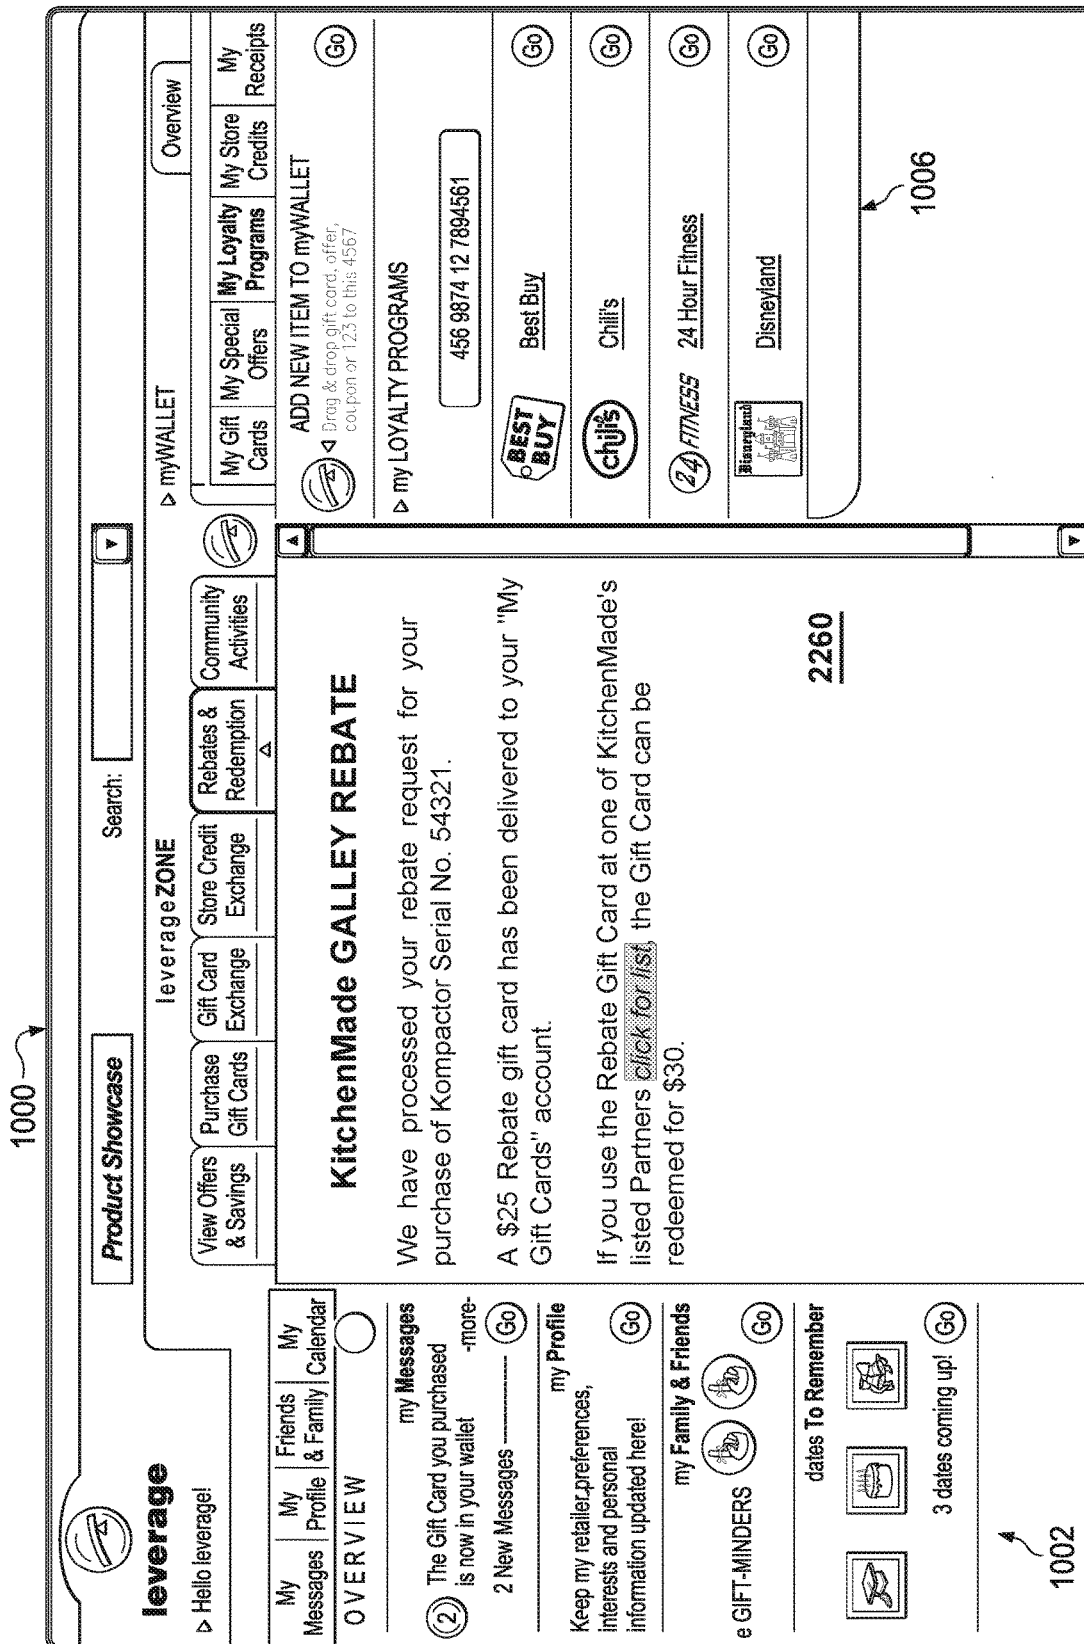 1000
Product Showcase
Search:
leverage
▷ Hello leverage!
leverageZONE
▷ myWALLET
Overview
My Messages
My Profile
Friends & Family
My Calendar
View Offers & Savings
Purchase Gift Cards
Gift Card Exchange
Store Credit Exchange
Rebates & Redemption
Community Activities
My Gift Cards
My Special Offers
My Loyalty Programs
My Store Credits
My Receipts
OVERVIEW
my Messages
2
The Gift Card you purchased
is now in your wallet -more-
2 New Messages ------------ Go
my Profile
Keep my retailer,preferences,
interests and personal
information updated here! Go
my Family & Friends
e GIFT-MINDERS Go
dates To Remember
3 dates coming up! Go
1002
KitchenMade GALLEY REBATE
We have processed your rebate request for your
purchase of Kompactor Serial No. 54321.
A $25 Rebate gift card has been delivered to your "My
Gift Cards" account.
If you use the Rebate Gift Card at one of KitchenMade's
listed Partners click for list, the Gift Card can be
redeemed for $30.
2260
ADD NEW ITEM TO myWALLET
Drag & drop gift card, offer,
coupon or 123 to this 4567
Go
▷ my LOYALTY PROGRAMS
456 9874 12 7894561
BEST
BUY
Best Buy Go
chili's
Chili's Go
24 FITNESS
24 Hour Fitness Go
Disneyland
Disneyland Go
1006